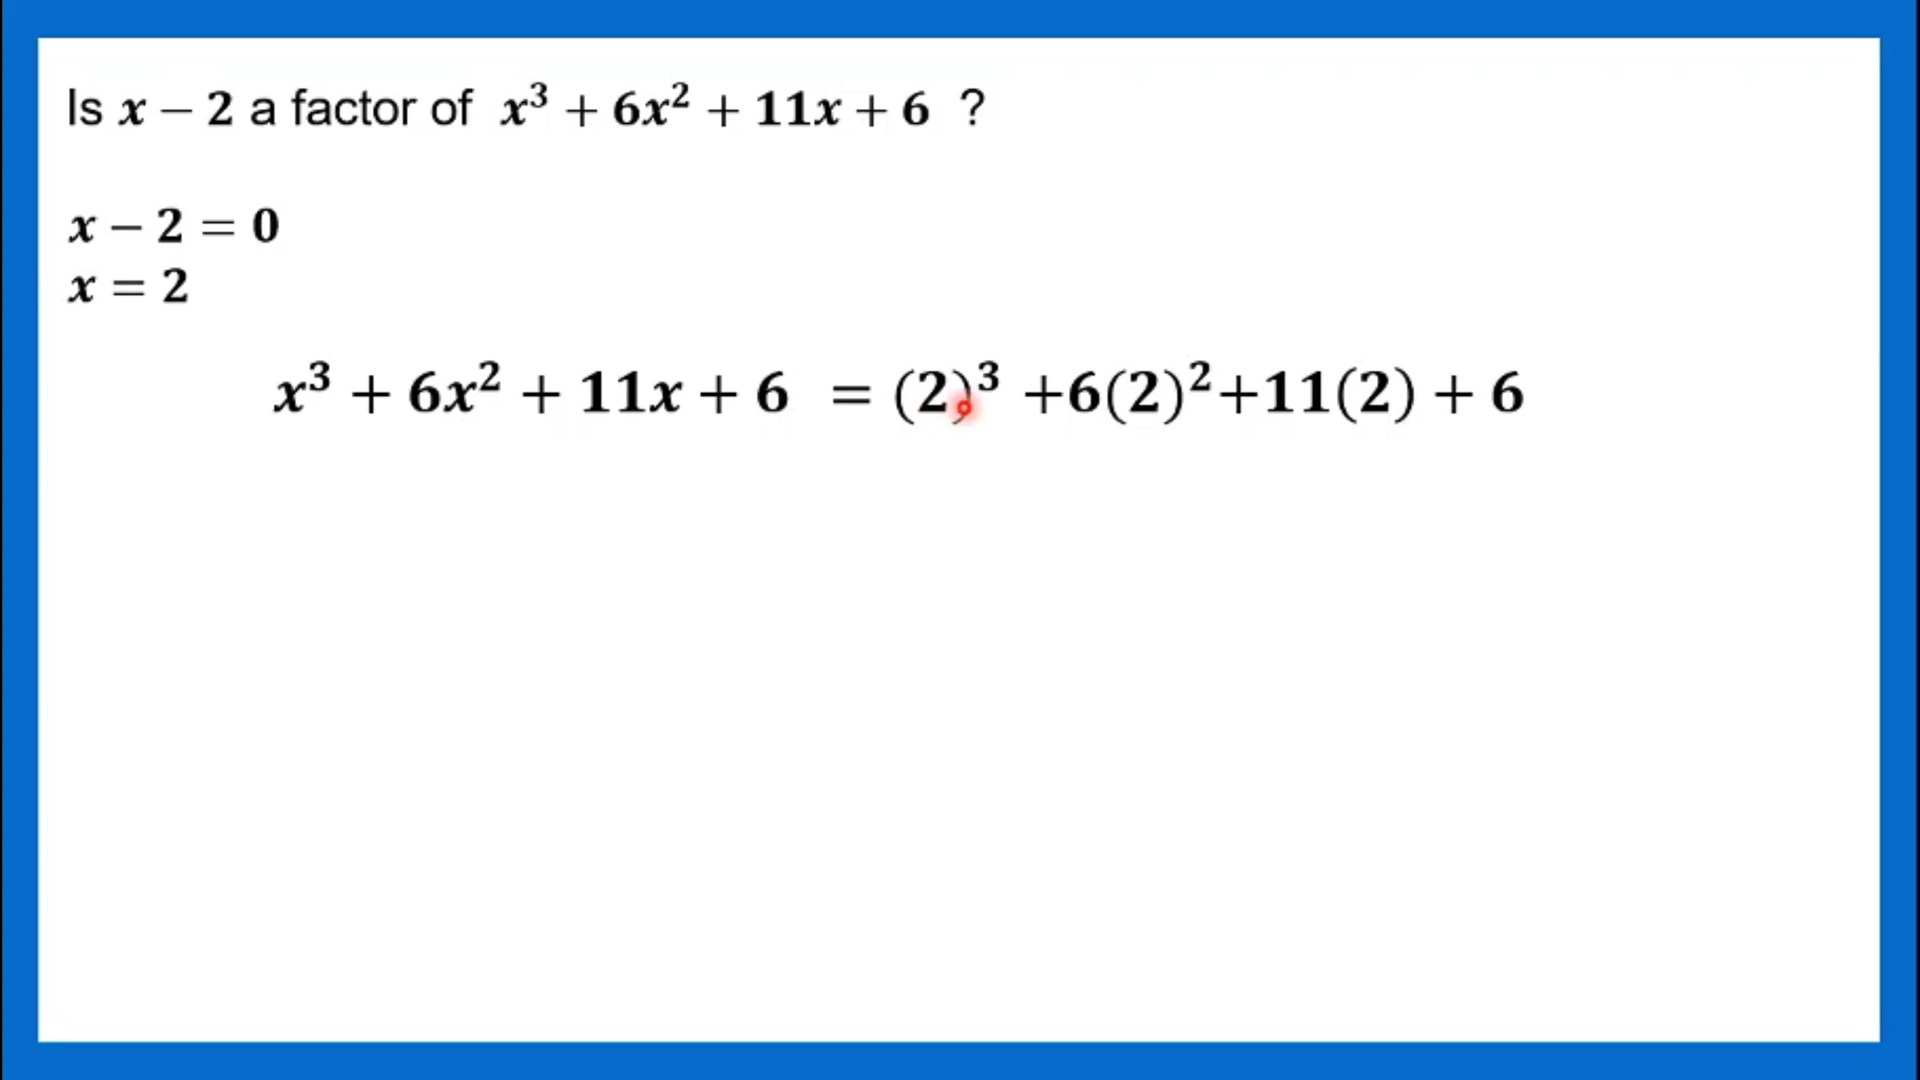 Is x − 2 a factor of x³ + 6x² + 11x + 6 ?
x − 2 = 0
x = 2
x³ + 6x² + 11x + 6 = (2)³ +6(2)²+11(2) + 6